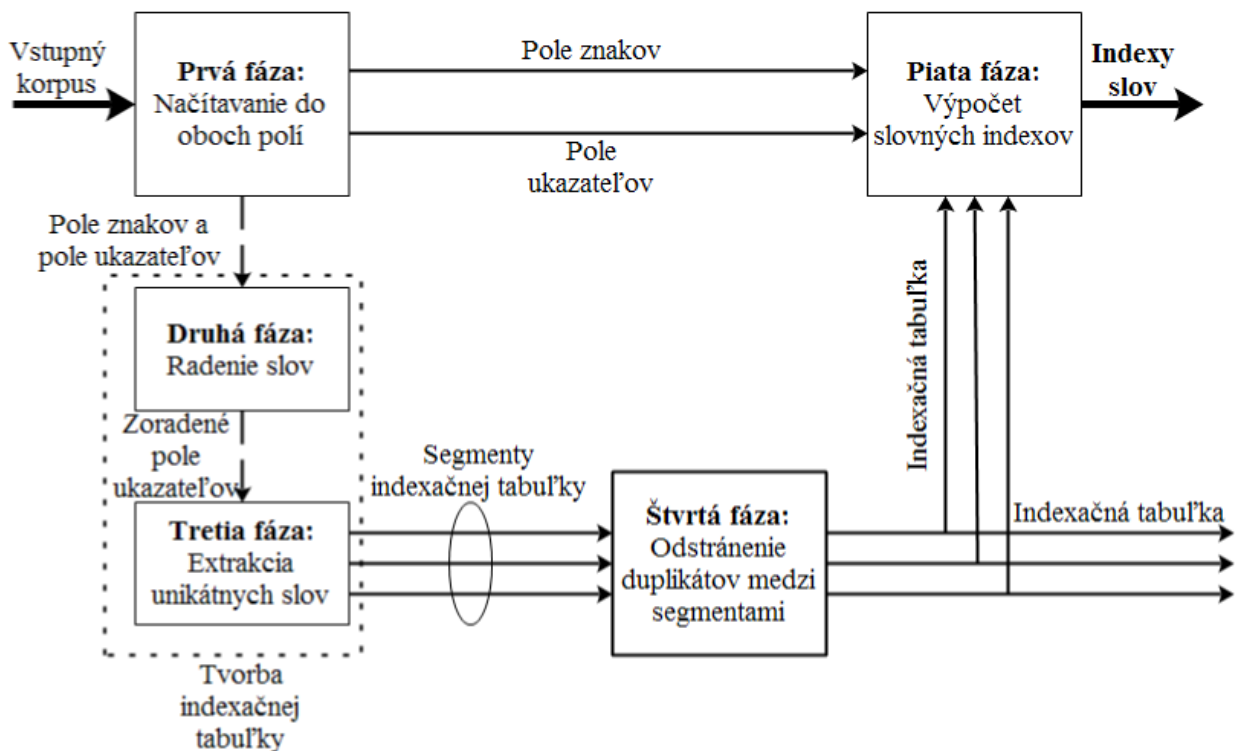 Vstupný
korpus
Prvá fáza:
Načítavanie do
oboch polí
Pole znakov
Pole
ukazateľov
Piata fáza:
Výpočet
slovných indexov
Indexy
slov
Pole znakov a
pole ukazateľov
Druhá fáza:
Radenie slov
Zoradené
pole
ukazateľov
Tretia fáza:
Extrakcia
unikátnych slov
Tvorba
indexačnej
tabuľky
Segmenty
indexačnej tabuľky
Štvrtá fáza:
Odstránenie
duplikátov medzi
segmentami
Indexačná tabuľka
Indexačná tabuľka